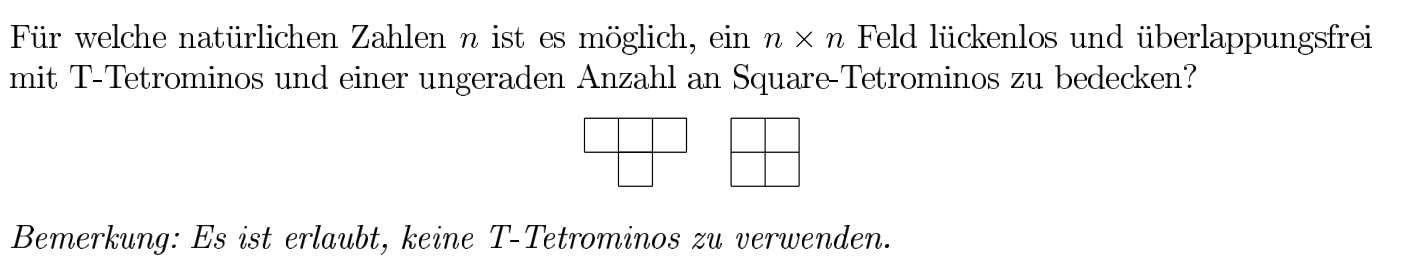 Für welche natürlichen Zahlen n ist es möglich, ein n × n Feld lückenlos und überlappungsfrei
mit T-Tetrominos und einer ungeraden Anzahl an Square-Tetrominos zu bedecken?
Bemerkung: Es ist erlaubt, keine T-Tetrominos zu verwenden.